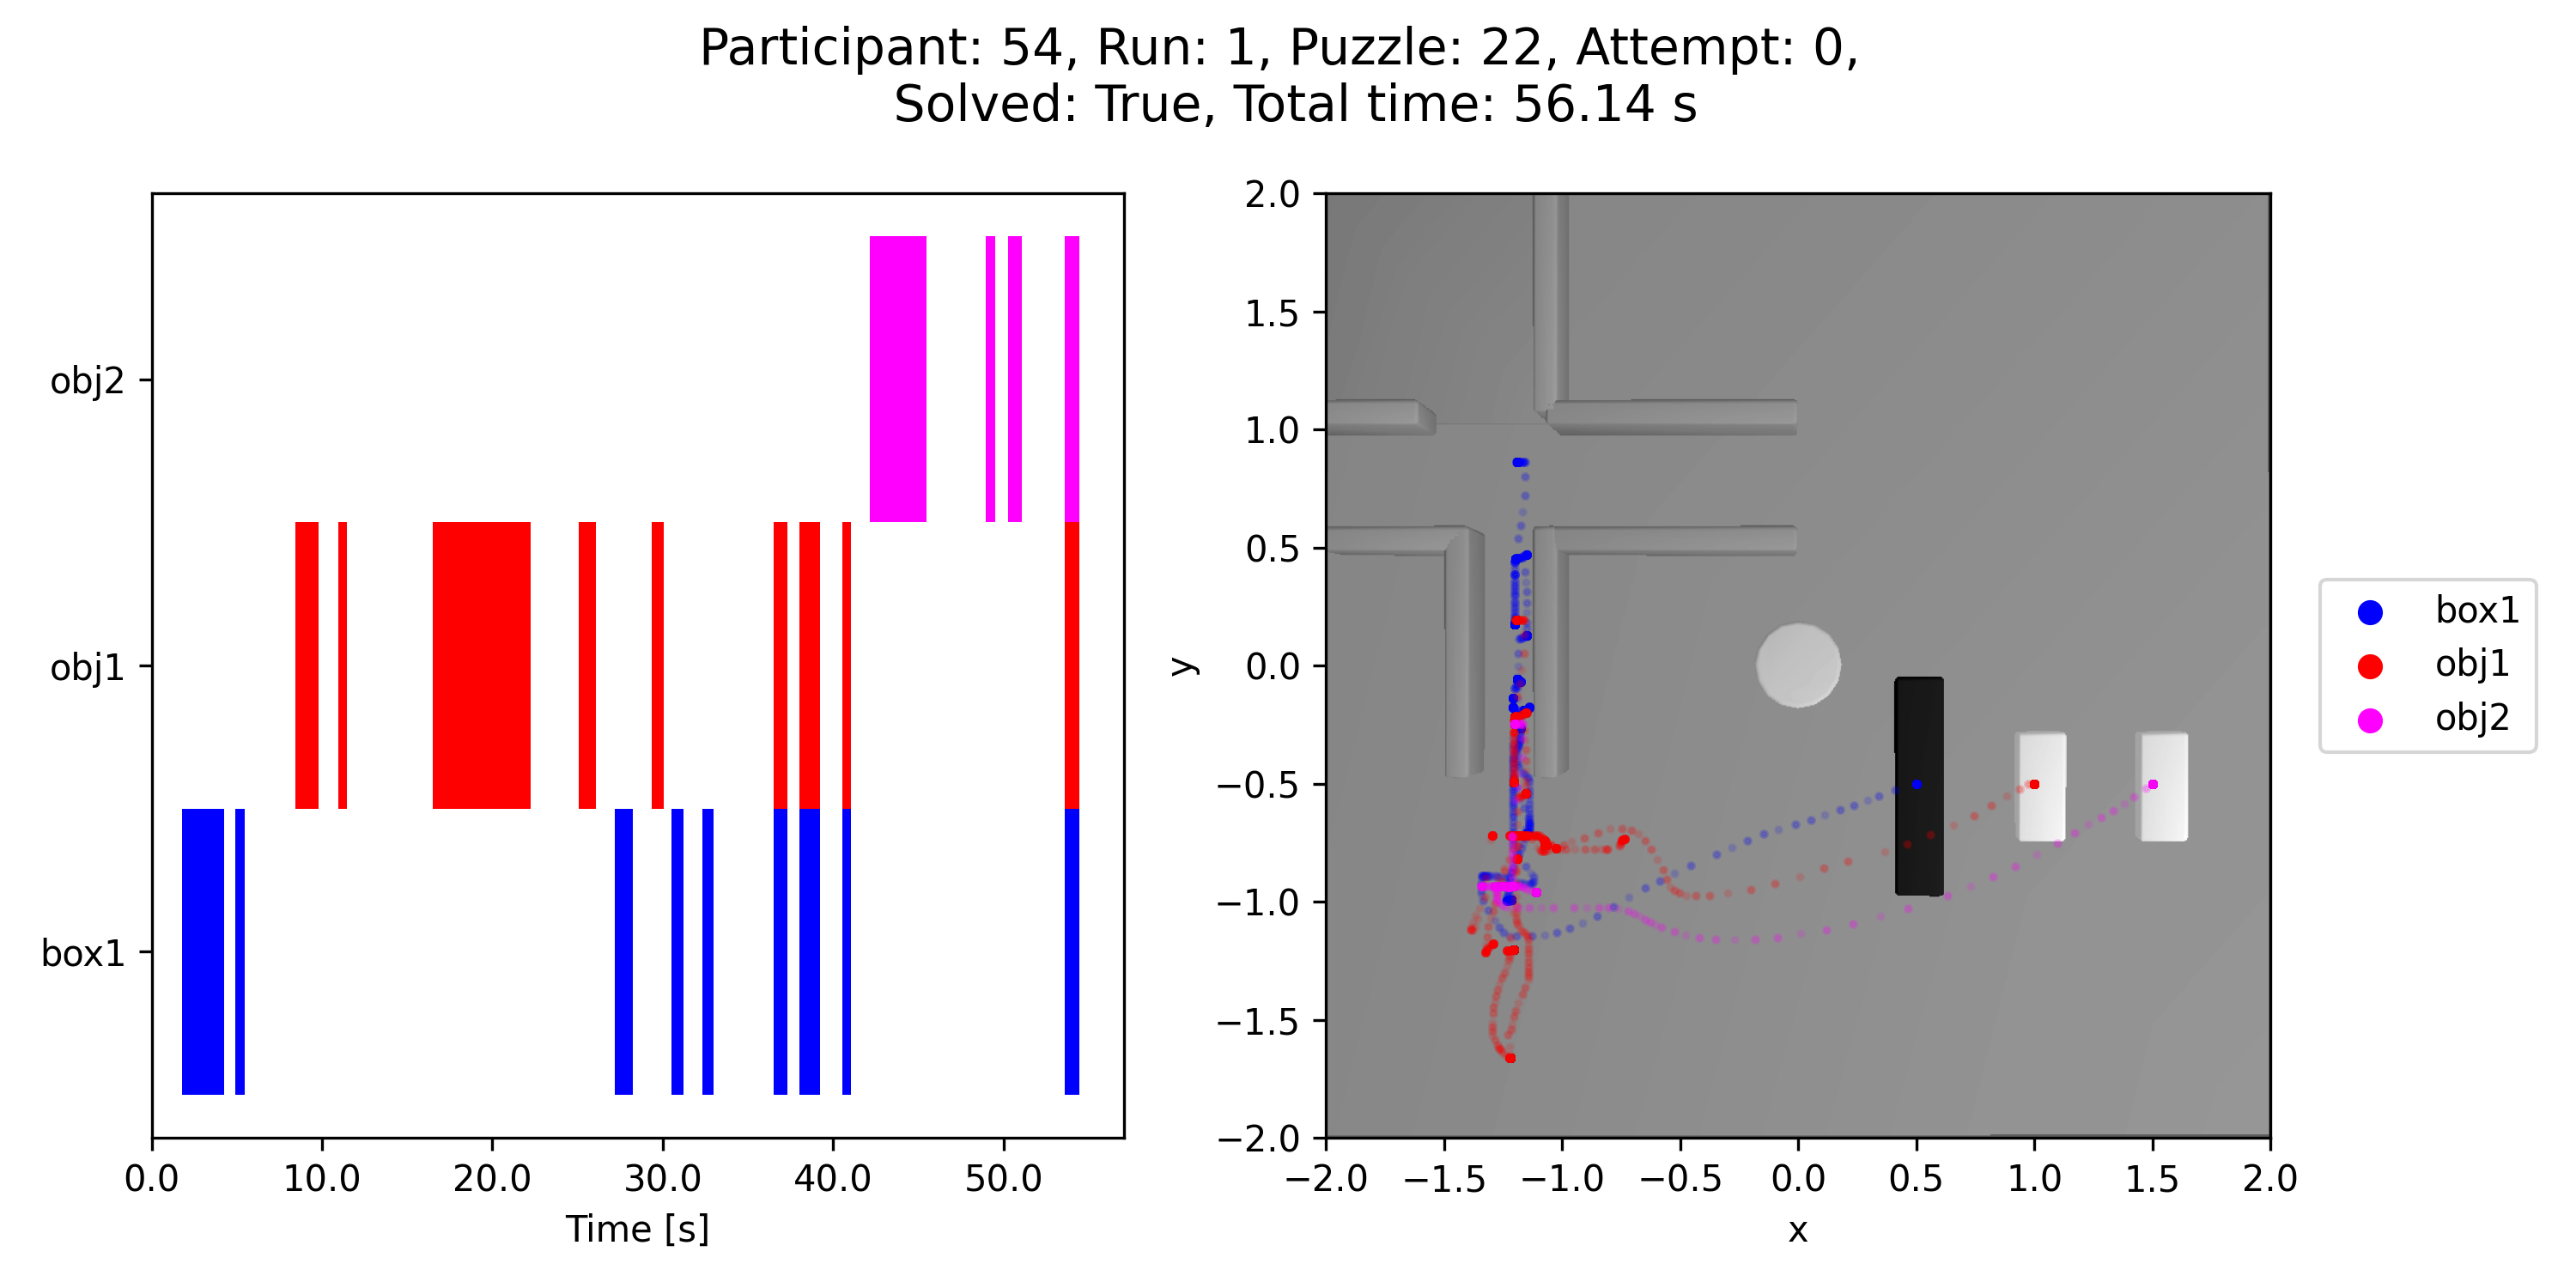 Participant: 54, Run: 1, Puzzle: 22, Attempt: 0,
Solved: True, Total time: 56.14 s
obj2
obj1
box1
0.0 10.0 20.0 30.0 40.0 50.0
Time [s]
2.0
1.5
1.0
0.5
0.0
−0.5
−1.0
−1.5
−2.0
y
−2.0 −1.5 −1.0 −0.5 0.0 0.5 1.0 1.5 2.0
x
box1
obj1
obj2